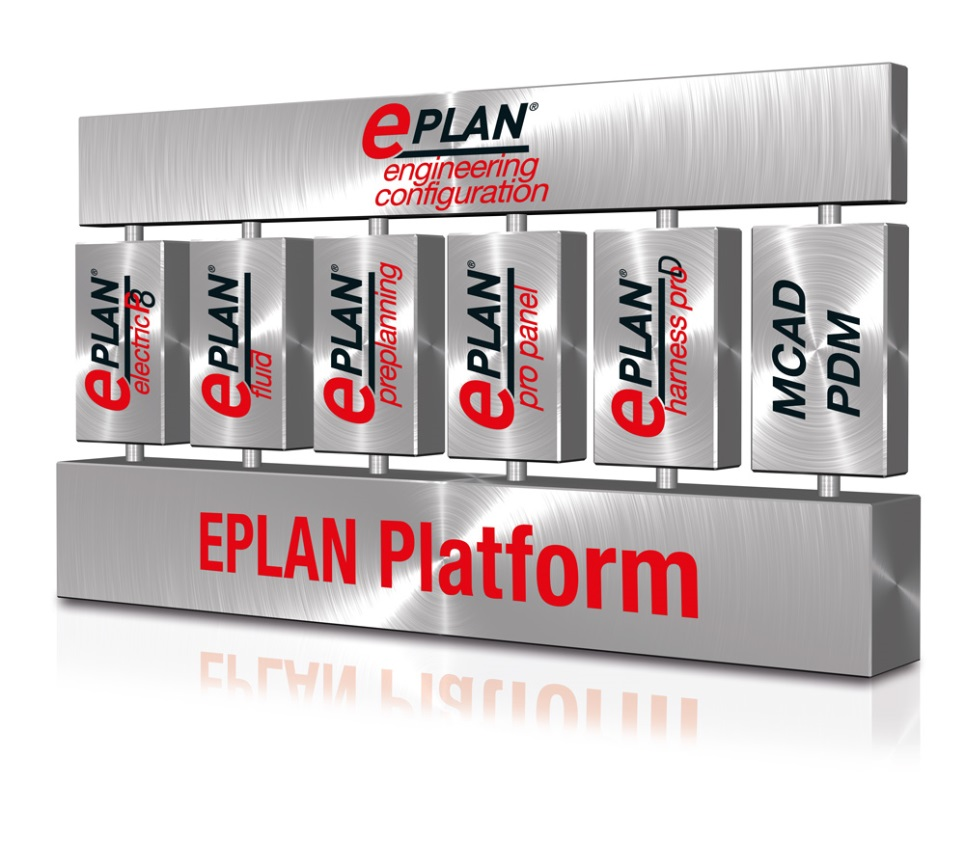 ePLAN®
engineering
configuration
ePLAN®
electric P8
ePLAN®
fluid
ePLAN®
preplanning
ePLAN®
pro panel
ePLAN®
harness proD
MCAD
PDM
EPLAN Platform